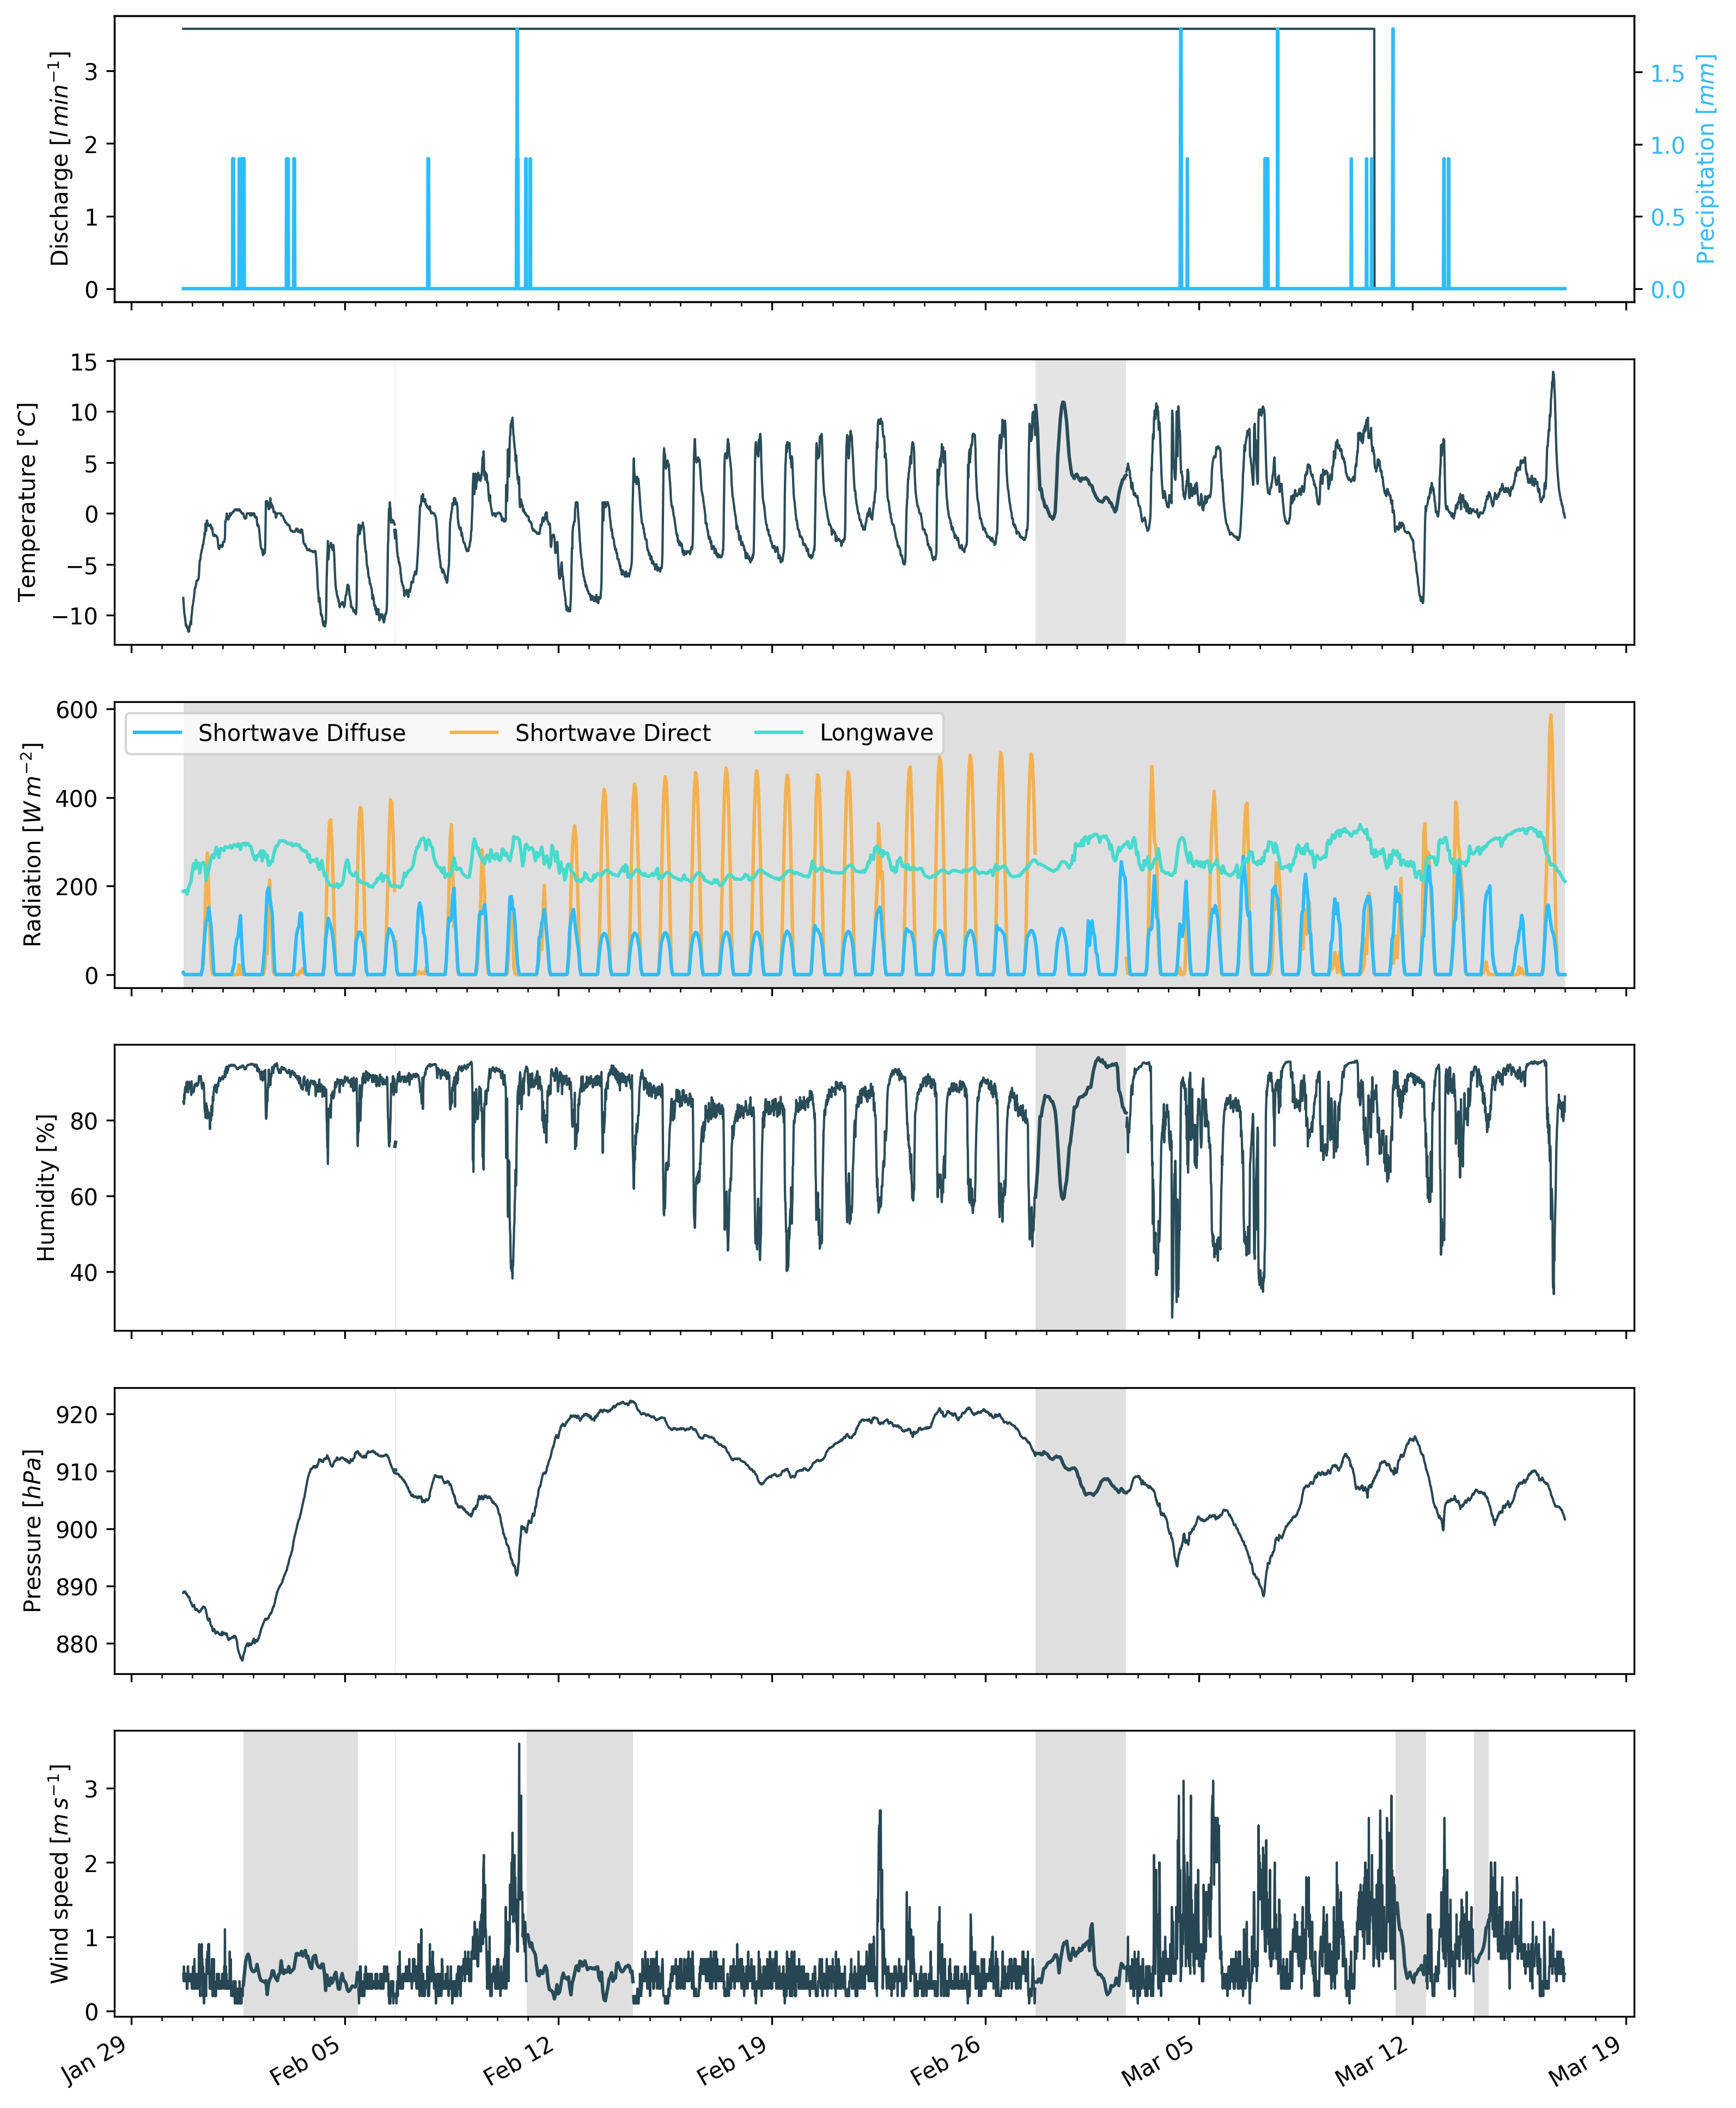 Discharge [l min⁻¹]
3
2
1
0
1.5
1.0
0.5
0.0
Precipitation [mm]
Temperature [°C]
15
10
5
0
−5
−10
Radiation [W m⁻²]
600
400
200
0
Shortwave Diffuse
Shortwave Direct
Longwave
Humidity [%]
80
60
40
Pressure [hPa]
920
910
900
890
880
Wind speed [m s⁻¹]
3
2
1
0
Jan 29
Feb 05
Feb 12
Feb 19
Feb 26
Mar 05
Mar 12
Mar 19